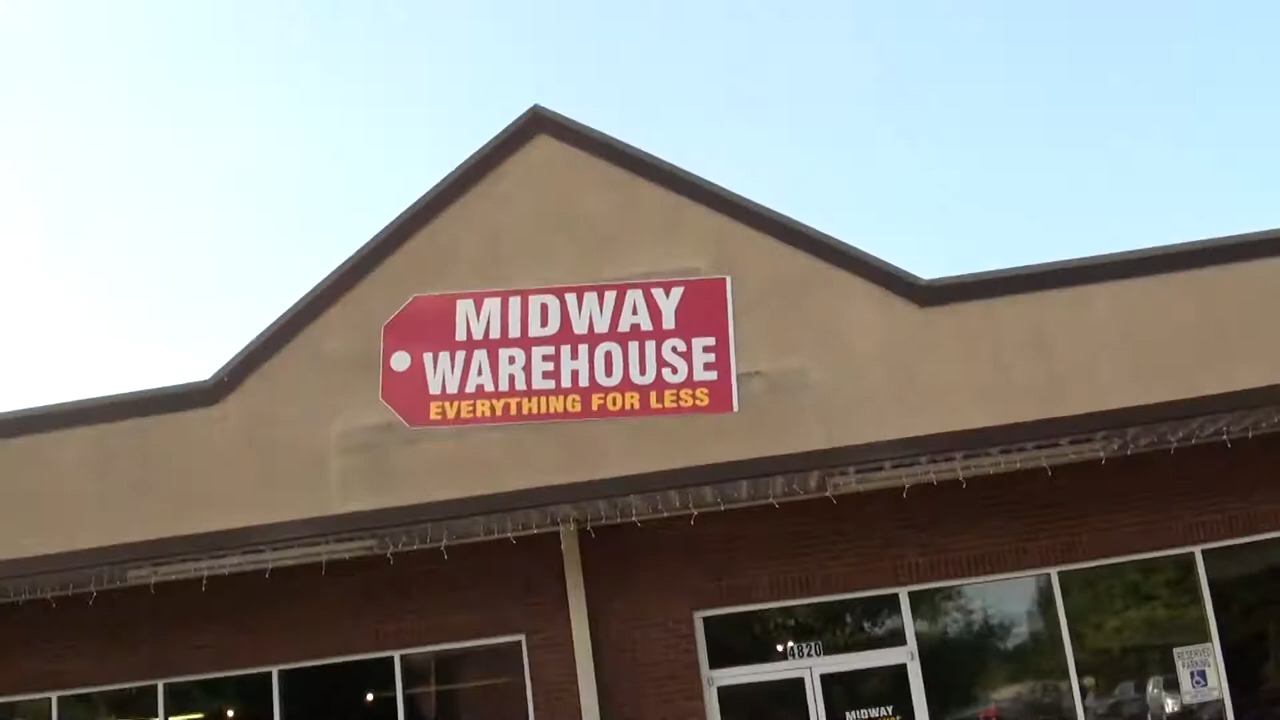 MIDWAY
WAREHOUSE
EVERYTHING FOR LESS
4820
RESERVED
PARKING
MIDWAY